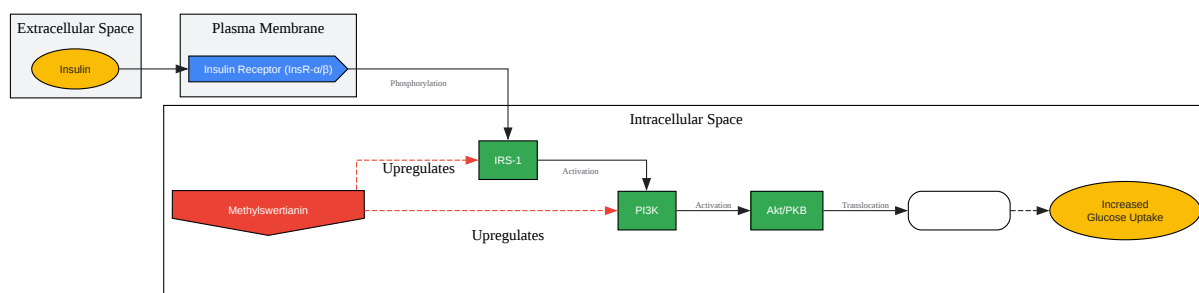 Extracellular Space
Plasma Membrane
Insulin
Insulin Receptor (InsR-α/β)
Phosphorylation
Intracellular Space
IRS-1
Upregulates
Activation
Methylswertianin
PI3K
Activation
Akt/PKB
Translocation
Increased
Glucose Uptake
Upregulates